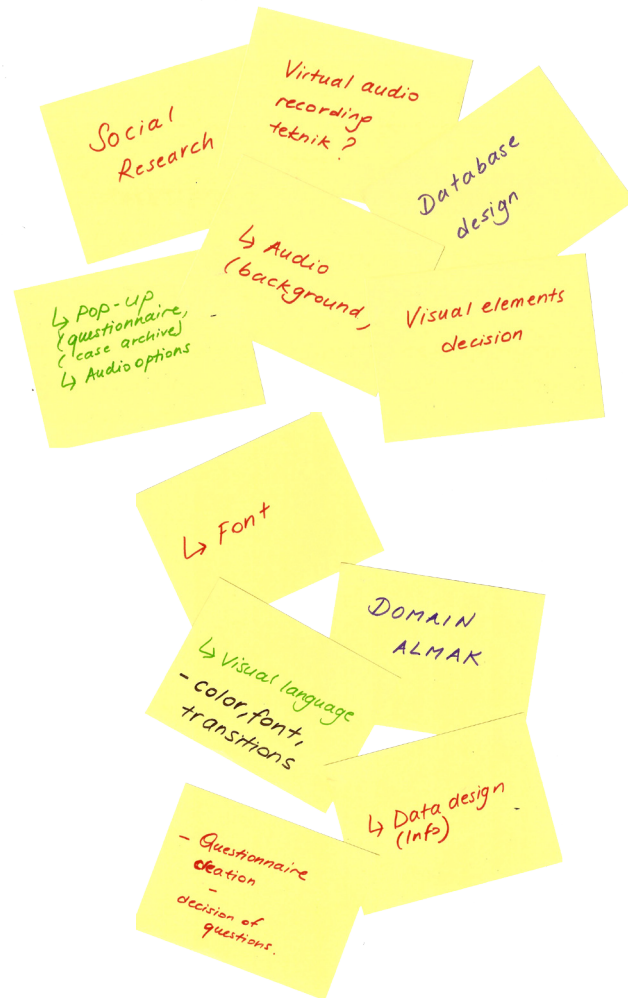 Social
Research
Virtual audio
recording
teknik?
Database
design
↳ Audio
(background,
↳ Pop-up
(questionnaire,
(case archive)
↳ Audio options
Visual elements
decision
↳ Font
DOMAIN
ALMAK
↳ Visual language
- color, font,
transitions
↳ Data design
(Info)
- Questionnaire
creation
-
decision of
questions.